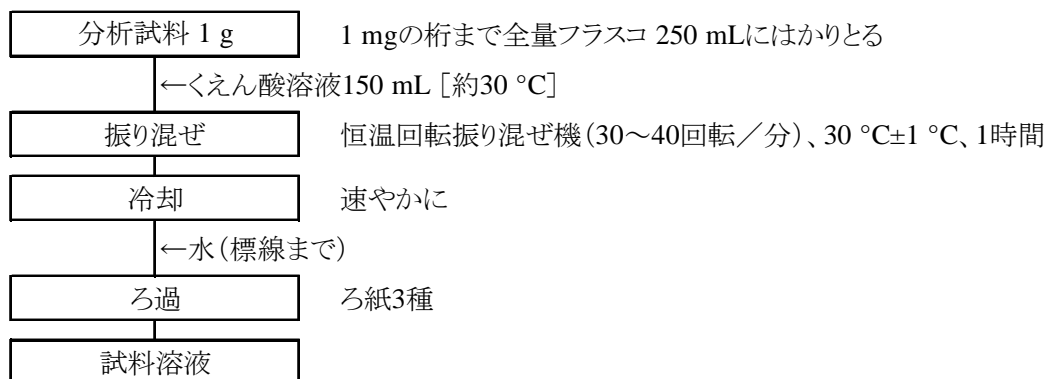 分析試料 1 g 1 mgの桁まで全量フラスコ 250 mLにはかりとる
←くえん酸溶液150 mL [約30 °C]
振り混ぜ 恒温回転振り混ぜ機(30~40回転/分)、30 °C±1 °C、1時間
冷却 速やかに
←水(標線まで)
ろ過 ろ紙3種
試料溶液